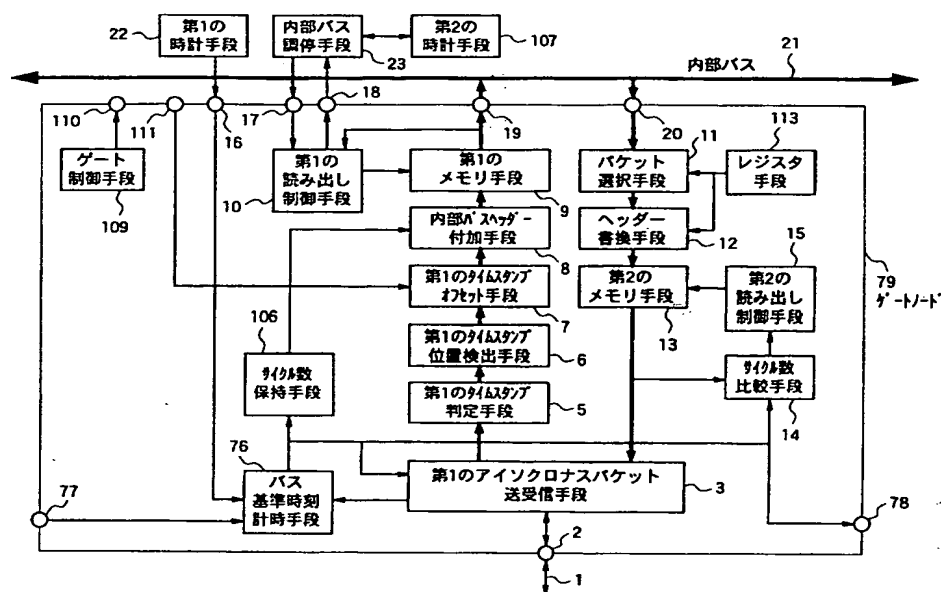 22
第1の
時計手段
内部バス
調停手段
23
第2の
時計手段
107
21
内部バス
110
111
16
17
18
19
20
11
113
ゲート
制御手段
109
第1の
読み出し
制御手段
10
第1の
メモリ手段
9
パケット
選択手段
レジスタ
手段
内部バスヘッダー
付加手段
8
ヘッダー
書換手段
12
15
第1のタイムスタンプ
オフセット手段
7
第2の
メモリ手段
13
第2の
読み出し
制御手段
79
ゲートノード
106
サイクル数
保持手段
第1のタイムスタンプ
位置検出手段
6
サイクル数
比較手段
14
第1のタイムスタンプ
判定手段
5
76
バス
基準時刻
計時手段
第1のアイソクロナスパケット
送受信手段
3
77
78
2
1